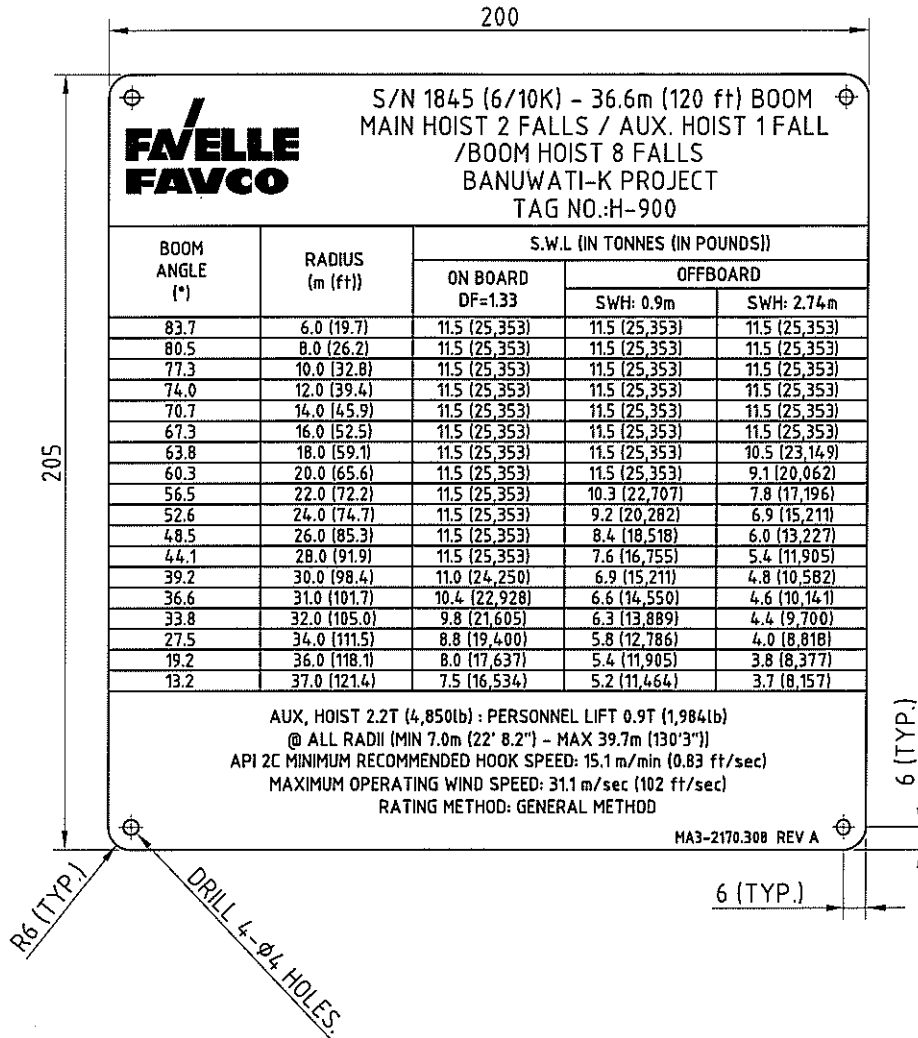 200
205
FAVELLE
FAVCO
S/N 1845 (6/10K) – 36.6m (120 ft) BOOM
MAIN HOIST 2 FALLS / AUX. HOIST 1 FALL
/BOOM HOIST 8 FALLS
BANUWATI-K PROJECT
TAG NO.:H-900
BOOM ANGLE (°) RADIUS (m (ft)) S.W.L (IN TONNES (IN POUNDS))
ON BOARD DF=1.33 OFFBOARD
SWH: 0.9m SWH: 2.74m
83.7 6.0 (19.7) 11.5 (25,353) 11.5 (25,353) 11.5 (25,353)
80.5 8.0 (26.2) 11.5 (25,353) 11.5 (25,353) 11.5 (25,353)
77.3 10.0 (32.8) 11.5 (25,353) 11.5 (25,353) 11.5 (25,353)
74.0 12.0 (39.4) 11.5 (25,353) 11.5 (25,353) 11.5 (25,353)
70.7 14.0 (45.9) 11.5 (25,353) 11.5 (25,353) 11.5 (25,353)
67.3 16.0 (52.5) 11.5 (25,353) 11.5 (25,353) 11.5 (25,353)
63.8 18.0 (59.1) 11.5 (25,353) 11.5 (25,353) 10.5 (23,149)
60.3 20.0 (65.6) 11.5 (25,353) 11.5 (25,353) 9.1 (20,062)
56.5 22.0 (72.2) 11.5 (25,353) 10.3 (22,707) 7.8 (17,196)
52.6 24.0 (74.7) 11.5 (25,353) 9.2 (20,282) 6.9 (15,211)
48.5 26.0 (85.3) 11.5 (25,353) 8.4 (18,518) 6.0 (13,227)
44.1 28.0 (91.9) 11.5 (25,353) 7.6 (16,755) 5.4 (11,905)
39.2 30.0 (98.4) 11.0 (24,250) 6.9 (15,211) 4.8 (10,582)
36.6 31.0 (101.7) 10.4 (22,928) 6.6 (14,550) 4.6 (10,141)
33.8 32.0 (105.0) 9.8 (21,605) 6.3 (13,889) 4.4 (9,700)
27.5 34.0 (111.5) 8.8 (19,400) 5.8 (12,786) 4.0 (8,818)
19.2 36.0 (118.1) 8.0 (17,637) 5.4 (11,905) 3.8 (8,377)
13.2 37.0 (121.4) 7.5 (16,534) 5.2 (11,464) 3.7 (8,157)
AUX, HOIST 2.2T (4,850lb) : PERSONNEL LIFT 0.9T (1,984lb)
@ ALL RADII (MIN 7.0m (22' 8.2") – MAX 39.7m (130'3"))
API 2C MINIMUM RECOMMENDED HOOK SPEED: 15.1 m/min (0.83 ft/sec)
MAXIMUM OPERATING WIND SPEED: 31.1 m/sec (102 ft/sec)
RATING METHOD: GENERAL METHOD
MA3-2170.308 REV A
6 (TYP.)
6 (TYP.)
R6 (TYP.)
DRILL 4-Ø4 HOLES.